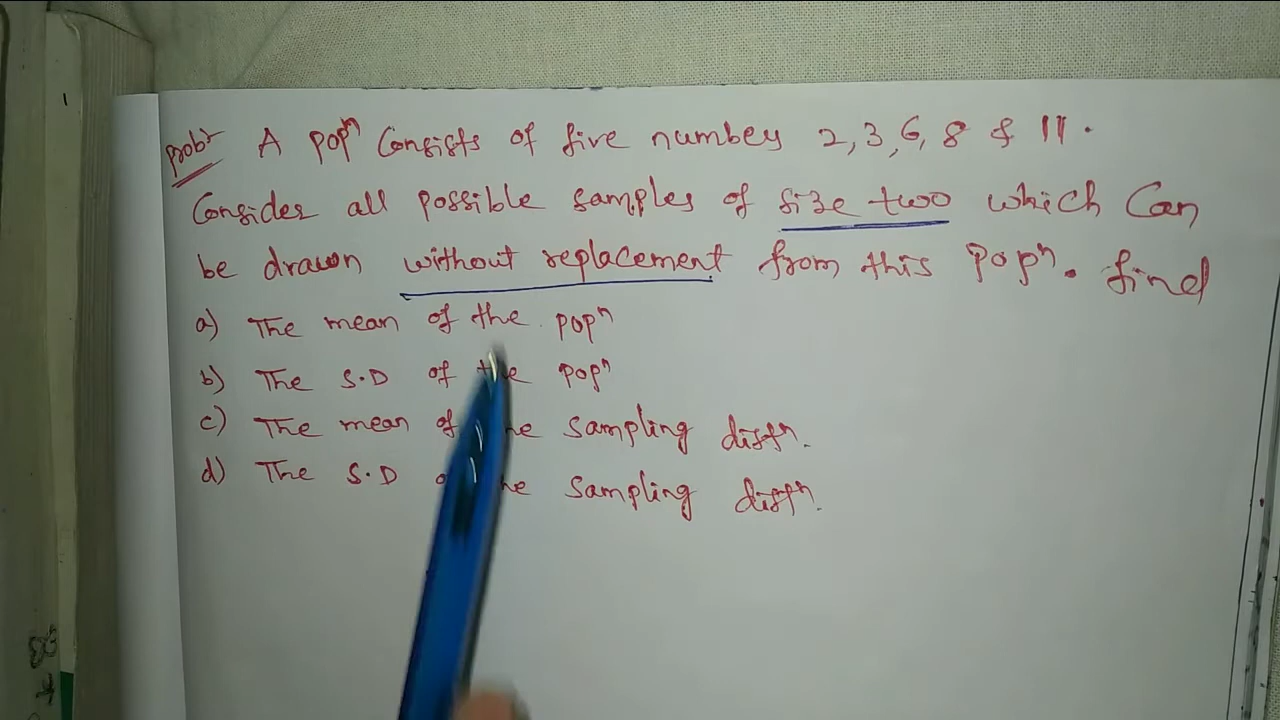 prob:
A popⁿ Consists of five numbers 2, 3, 6, 8 & 11.
Consider all possible samples of size two which Can
be drawn without replacement from this popⁿ. find
a) The mean of the popⁿ
b) The S.D of the popⁿ
c) The mean of sampling distⁿ.
d) The S.D sampling distⁿ.